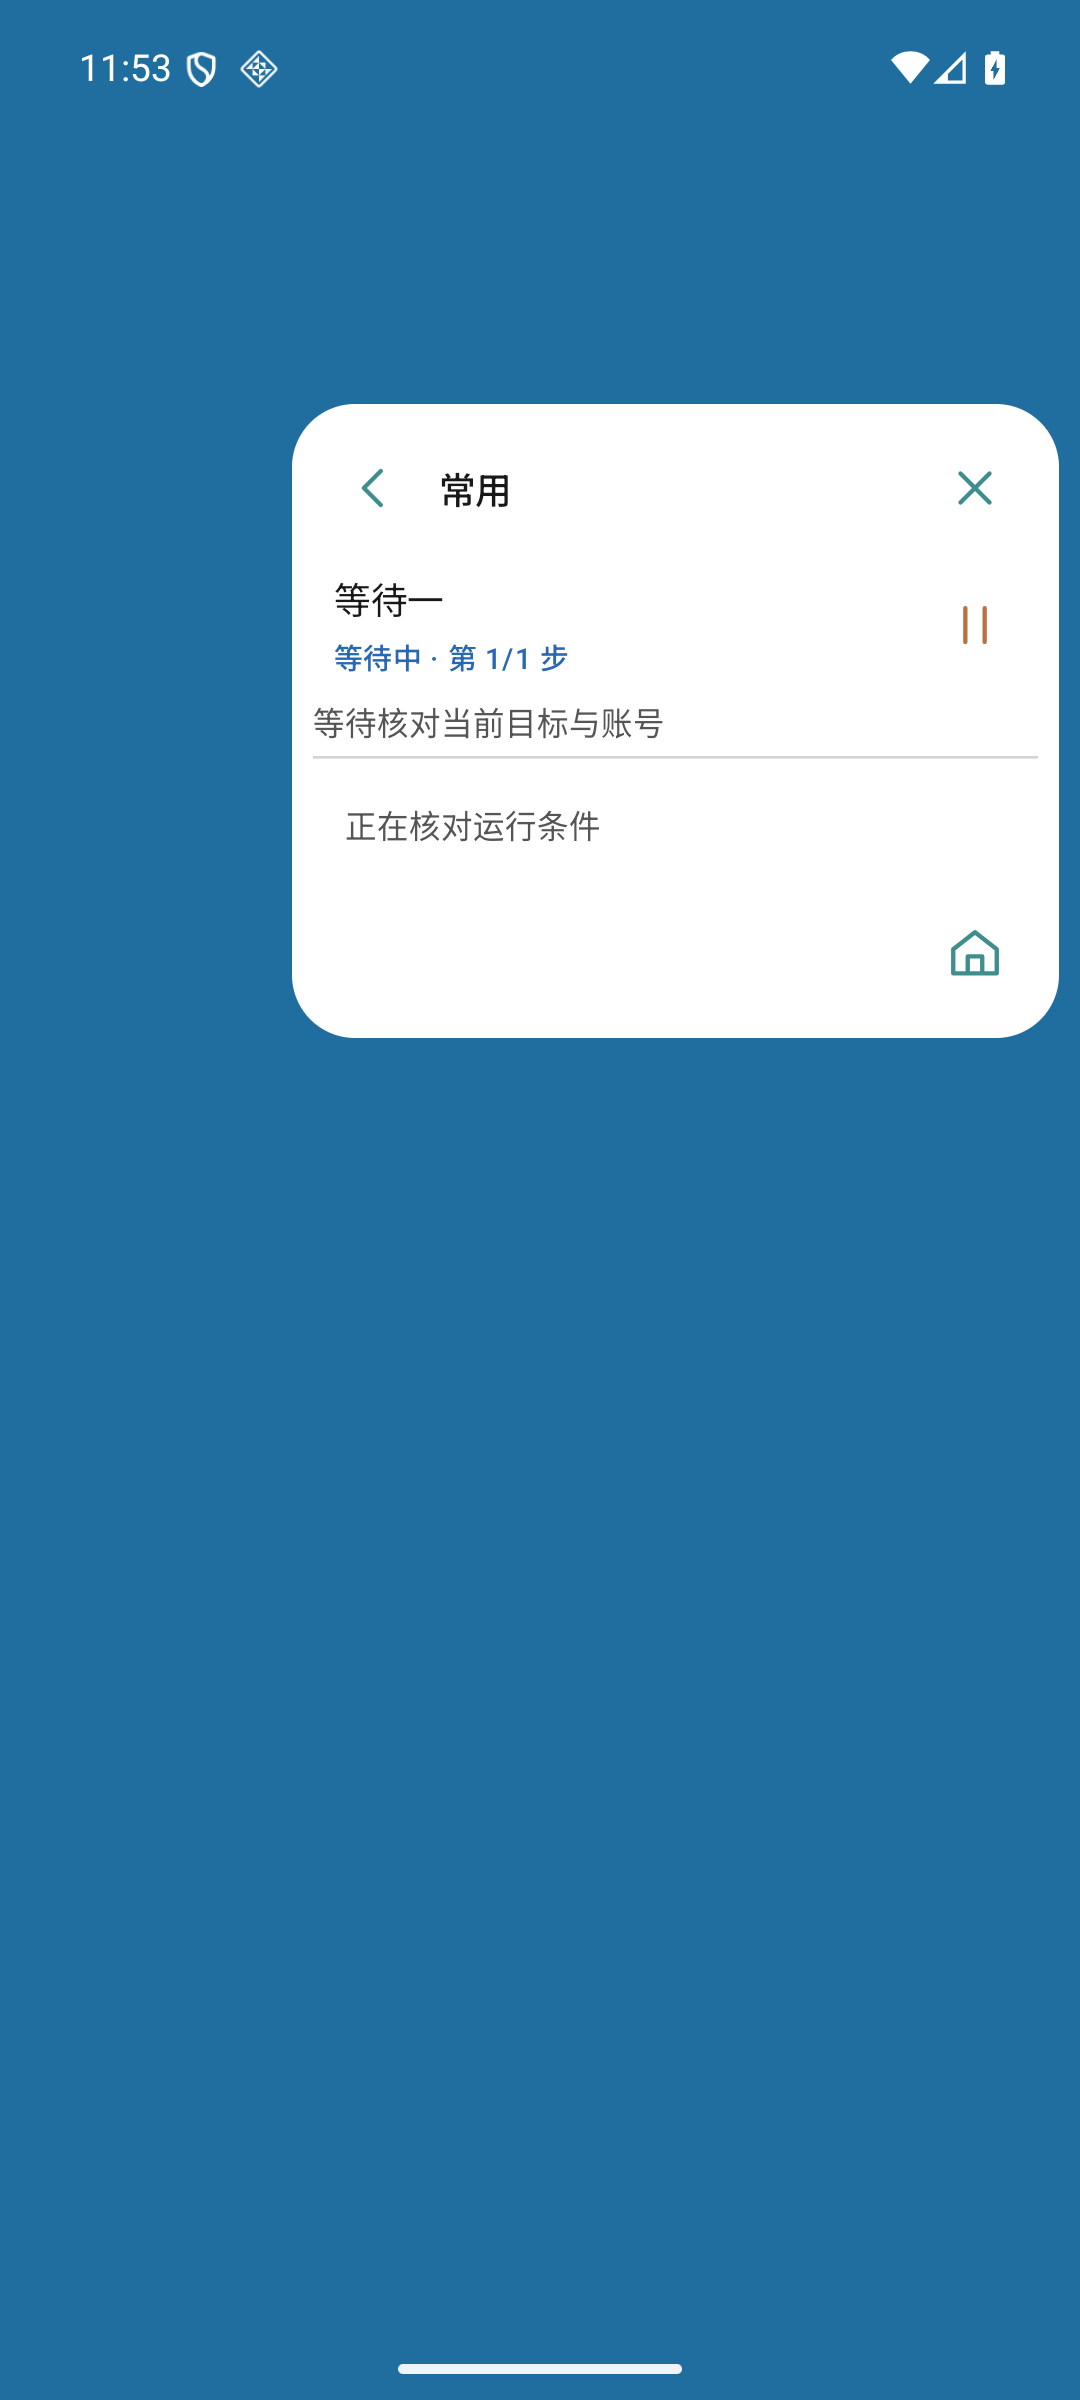 11:53
常用
等待一
等待中 · 第 1/1 步
等待核对当前目标与账号
正在核对运行条件